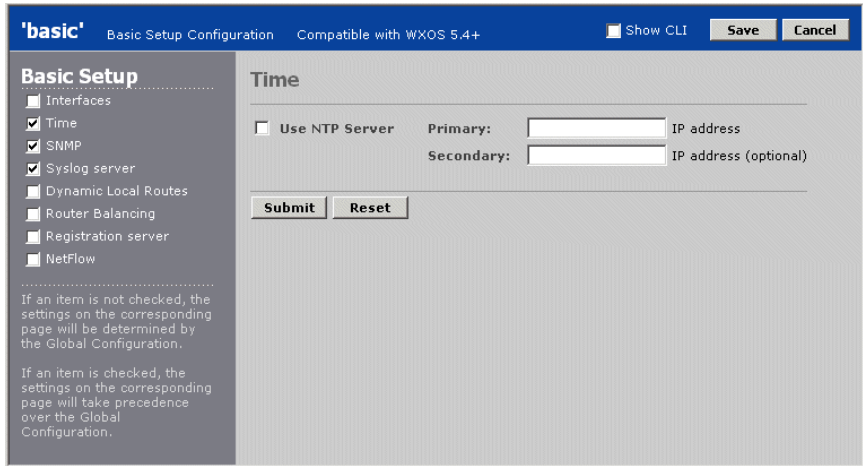 'basic' Basic Setup Configuration Compatible with WXOS 5.4+ Show CLI Save Cancel
Basic Setup
Interfaces
Time
SNMP
Syslog server
Dynamic Local Routes
Router Balancing
Registration server
NetFlow
If an item is not checked, the
settings on the corresponding
page will be determined by
the Global Configuration.
If an item is checked, the
settings on the corresponding
page will take precedence
over the Global
Configuration.
Time
Use NTP Server Primary: IP address
Secondary: IP address (optional)
Submit Reset